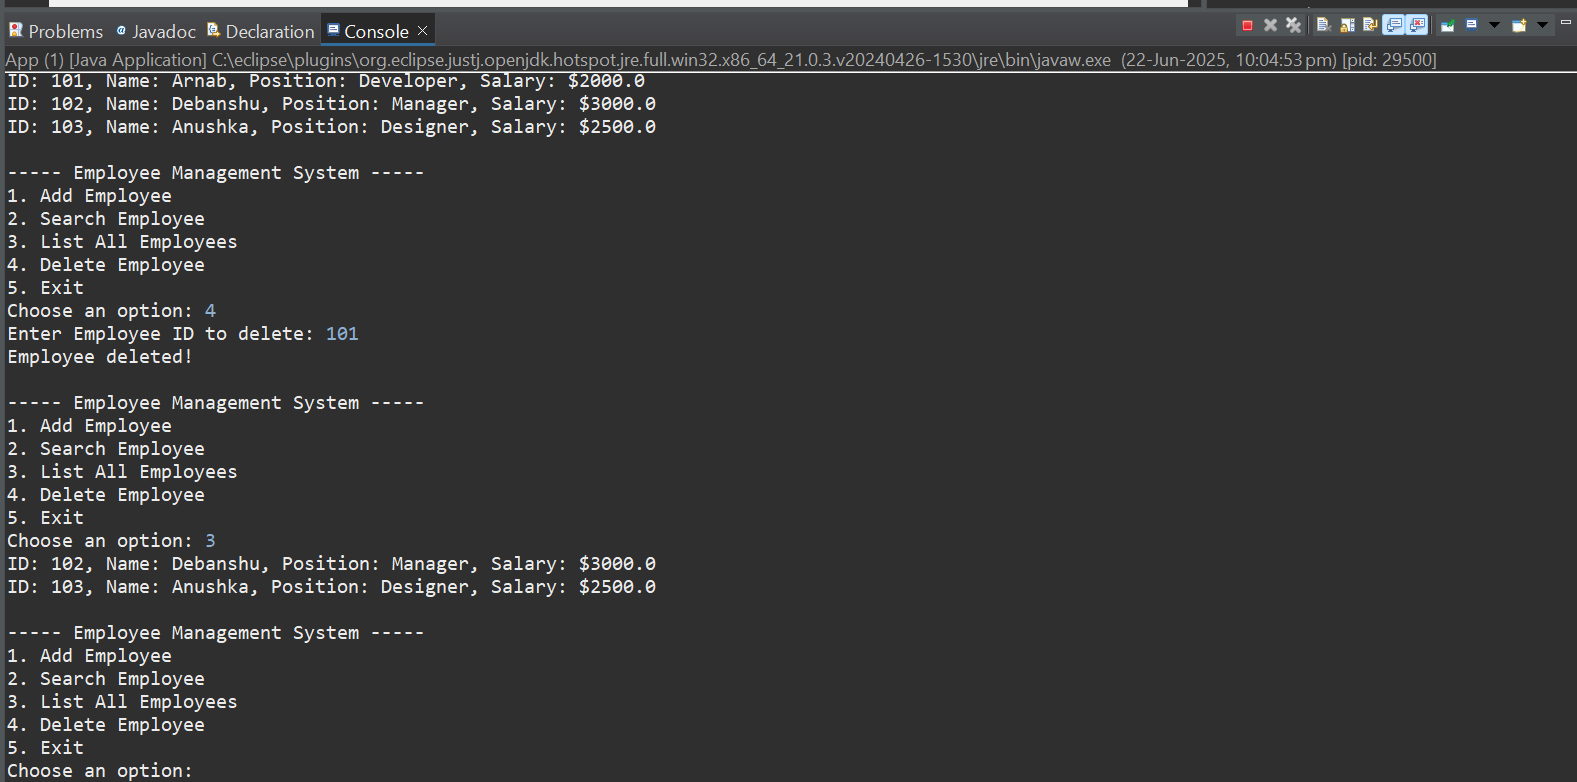 Problems Javadoc Declaration Console
App (1) [Java Application] C:\eclipse\plugins\org.eclipse.justj.openjdk.hotspot.jre.full.win32.x86_64_21.0.3.v20240426-1530\jre\bin\javaw.exe (22-Jun-2025, 10:04:53 pm) [pid: 29500]
ID: 101, Name: Arnab, Position: Developer, Salary: $2000.0
ID: 102, Name: Debanshu, Position: Manager, Salary: $3000.0
ID: 103, Name: Anushka, Position: Designer, Salary: $2500.0
----- Employee Management System -----
1. Add Employee
2. Search Employee
3. List All Employees
4. Delete Employee
5. Exit
Choose an option: 4
Enter Employee ID to delete: 101
Employee deleted!
----- Employee Management System -----
1. Add Employee
2. Search Employee
3. List All Employees
4. Delete Employee
5. Exit
Choose an option: 3
ID: 102, Name: Debanshu, Position: Manager, Salary: $3000.0
ID: 103, Name: Anushka, Position: Designer, Salary: $2500.0
----- Employee Management System -----
1. Add Employee
2. Search Employee
3. List All Employees
4. Delete Employee
5. Exit
Choose an option: